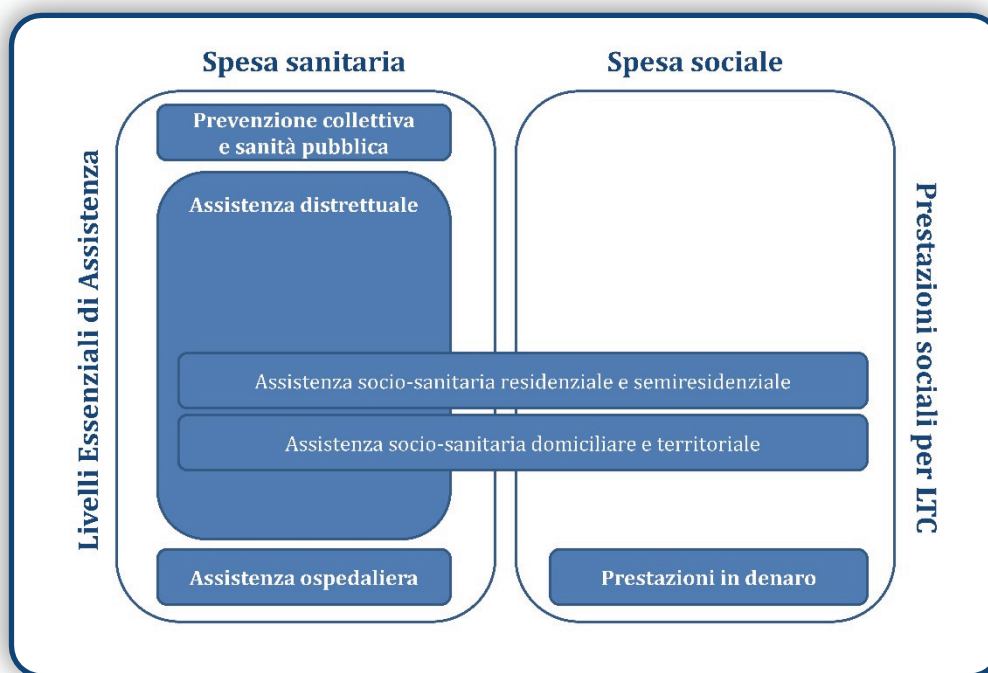 Spesa sanitaria
Spesa sociale
Livelli Essenziali di Assistenza
Prevenzione collettiva
e sanità pubblica
Assistenza distrettuale
Assistenza socio-sanitaria residenziale e semiresidenziale
Assistenza socio-sanitaria domiciliare e territoriale
Assistenza ospedaliera
Prestazioni in denaro
Prestazioni sociali per LTC